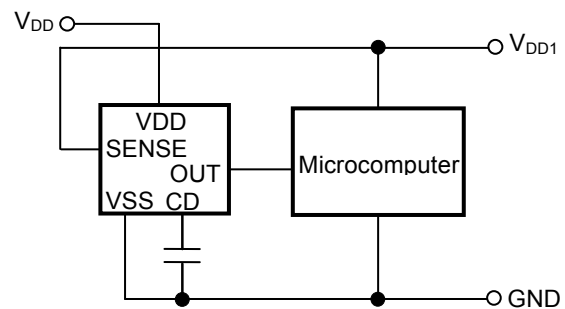 VDD
VDD1
VDD
SENSE
OUT
Microcomputer
VSS CD
GND